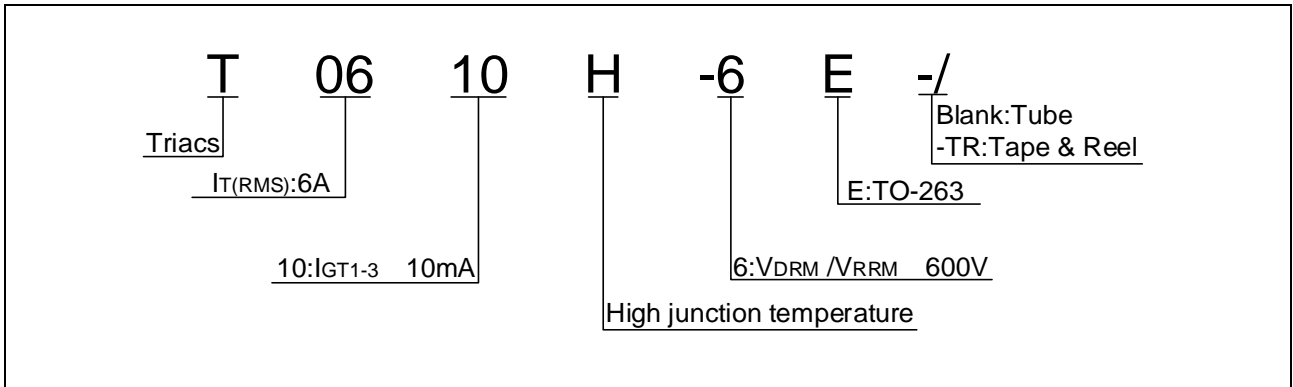 T 06 10 H -6 E -/
Blank:Tube
-TR:Tape & Reel
Triacs
IT(RMS):6A
E:TO-263
10:IGT1-3 10mA
6:VDRM /VRRM 600V
High junction temperature